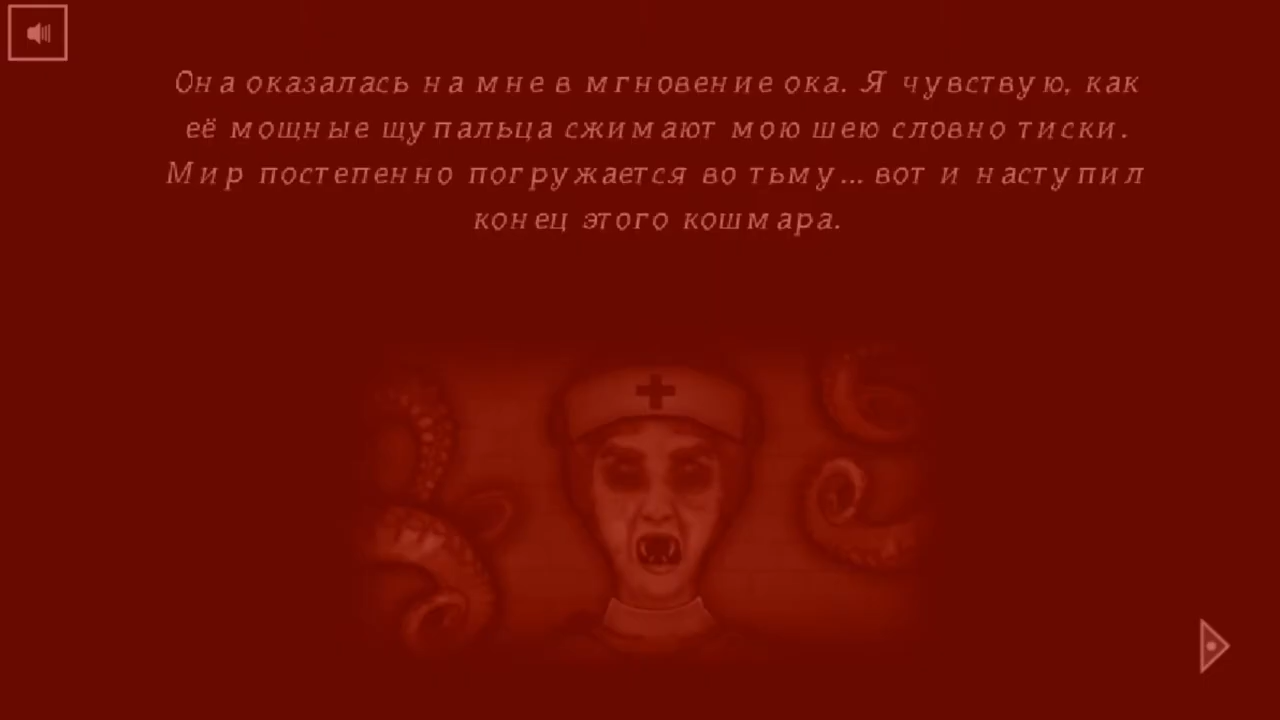 Она оказалась на мне в мгновение ока. Я чувствую, как
её мощные щупальца сжимают мою шею словно тиски.
Мир постепенно погружается во тьму... вот и наступил
конец этого кошмара.